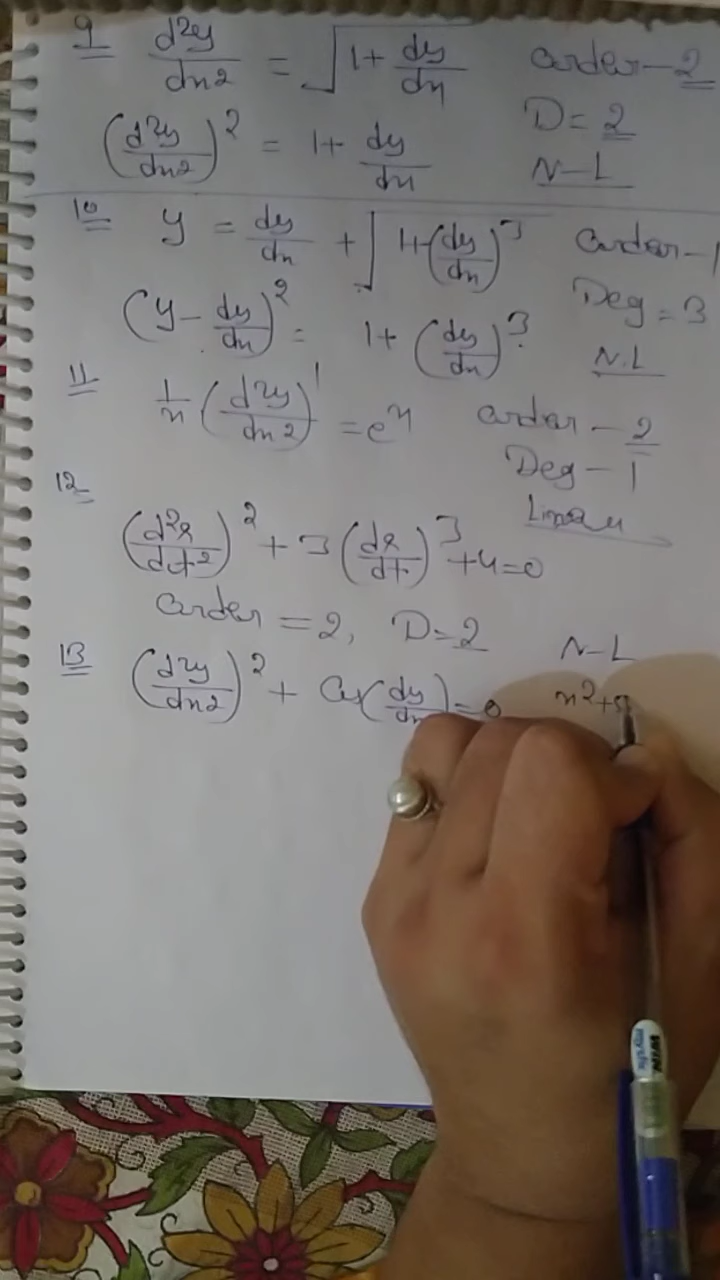 9 d²y/dx2 = √1+ dy/dx order-2
(d²y/dx2)2 = 1+ dy/dx D=2
N-L
10 y = dy/dx + √1+(dy/dx)3 order-1
Deg=3
(y - dy/dx)2 = 1+ (dy/dx)3 N.L
11 1/x (d²y/dx2)1 = ex order-2
Deg-1
Linear
12
(d²x/dt2)2 + 3(dx/dt)3 +4=0
order = 2, D=2 N-L
13 (d²y/dx2)2 + Cos(dy/dx)=0 x2+5
WIN